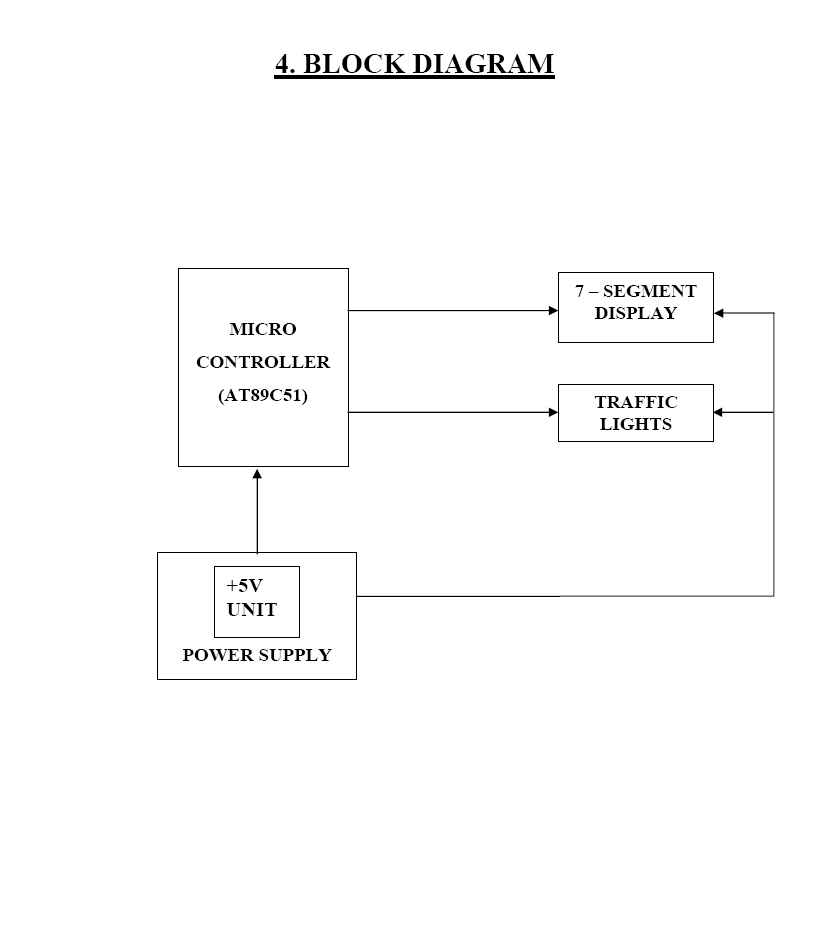 4. BLOCK DIAGRAM
MICRO
CONTROLLER
(AT89C51)
7 – SEGMENT
DISPLAY
TRAFFIC
LIGHTS
+5V
UNIT
POWER SUPPLY